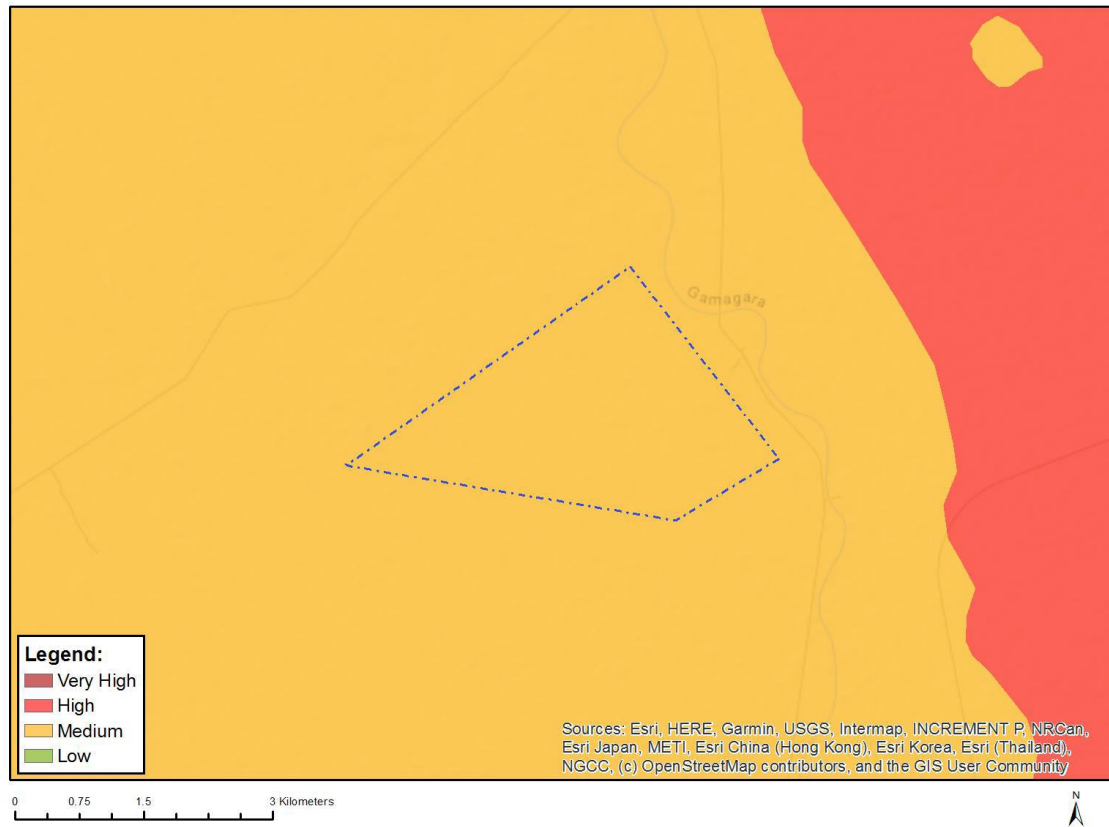 Gamagara
Legend:
Very High
High
Medium
Low
Sources: Esri, HERE, Garmin, USGS, Intermap, INCREMENT P, NRCan,
Esri Japan, METI, Esri China (Hong Kong), Esri Korea, Esri (Thailand),
NGCC, (c) OpenStreetMap contributors, and the GIS User Community
0 0.75 1.5 3 Kilometers
N